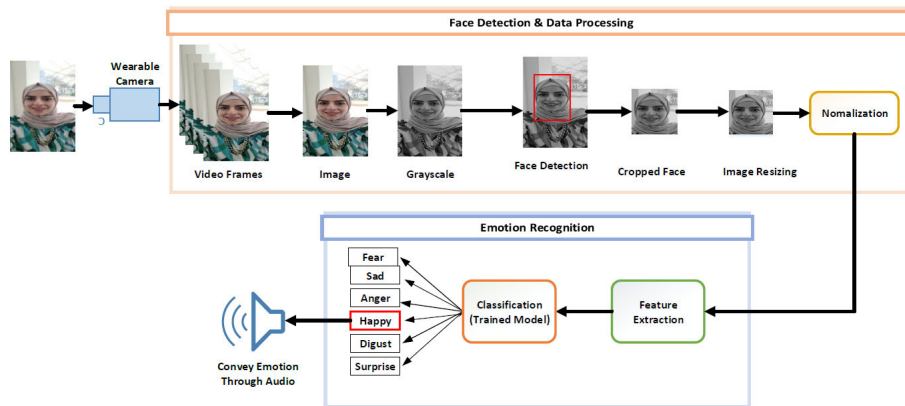 Face Detection & Data Processing
Wearable
Camera
Video Frames
Image
Grayscale
Face Detection
Cropped Face
Image Resizing
Nomalization
Emotion Recognition
Fear
Sad
Anger
Happy
Digust
Surprise
Classification
(Trained Model)
Feature
Extraction
Convey Emotion
Through Audio